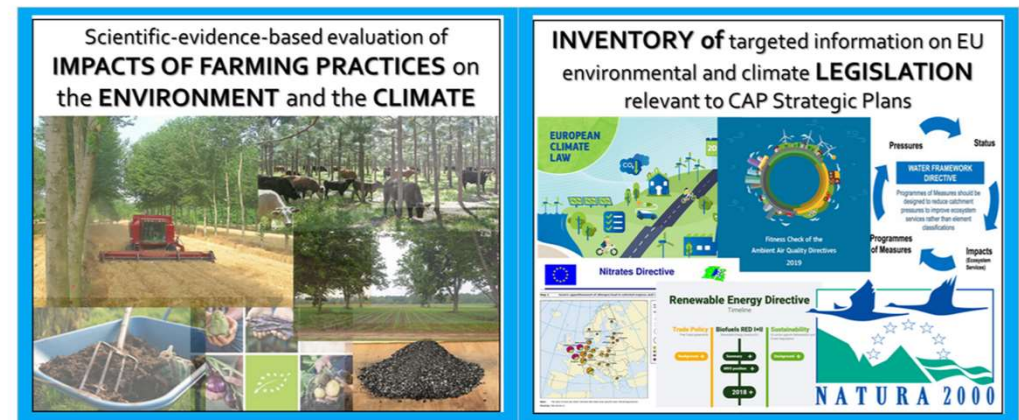 Scientific-evidence-based evaluation of
IMPACTS OF FARMING PRACTICES on
the ENVIRONMENT and the CLIMATE
INVENTORY of targeted information on EU
environmental and climate LEGISLATION
relevant to CAP Strategic Plans
EUROPEAN
CLIMATE
LAW
CO₂
Fitness Check of the
Ambient Air Quality Directives
2019
Pressures
Status
WATER FRAMEWORK
DIRECTIVE
Programmes of Measures should be
designed to reduce catchment
pressures to improve ecosystem
services rather than element
classifications
Programmes
of Measures
Impacts
(Ecosystem
Services)
Nitrates Directive
Renewable Energy Directive
Timeline
Trade Policy
Biofuels RED I+II
Sustainability
2018
NATURA 2000